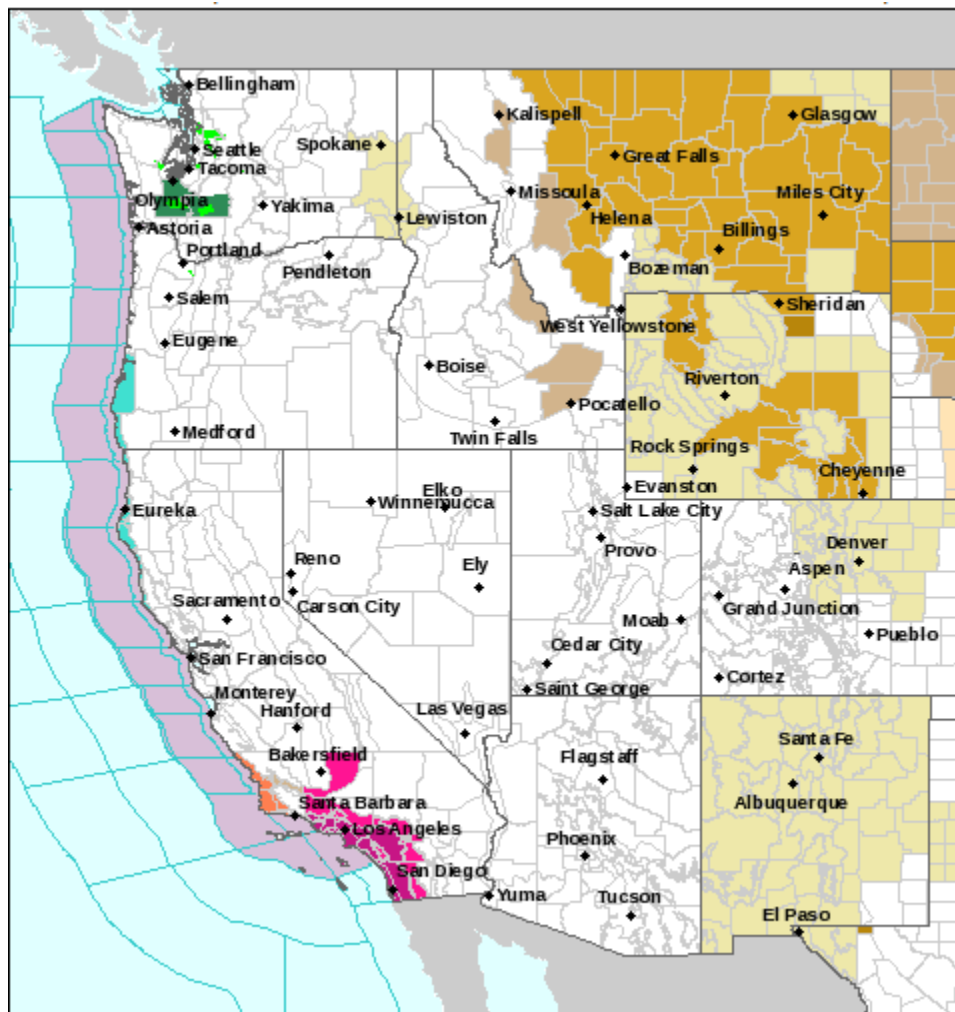 Bellingham
Kalispell
Glasgow
Spokane
Seattle
Great Falls
Tacoma
Missoula
Miles City
Olympia
Yakima
Helena
Lewiston
Astoria
Billings
Portland
Pendleton
Bozeman
Salem
Sheridan
West Yellowstone
Eugene
Boise
Riverton
Pocatello
Medford
Twin Falls
Rock Springs
Cheyenne
Elko
Evanston
Winnemucca
Eureka
Salt Lake City
Denver
Provo
Reno
Ely
Aspen
Sacramento
Carson City
Grand Junction
Moab
Pueblo
Cedar City
San Francisco
Cortez
Saint George
Monterey
Hanford
Las Vegas
Santa Fe
Bakersfield
Flagstaff
Albuquerque
Santa Barbara
Los Angeles
Phoenix
San Diego
Yuma
Tucson
El Paso